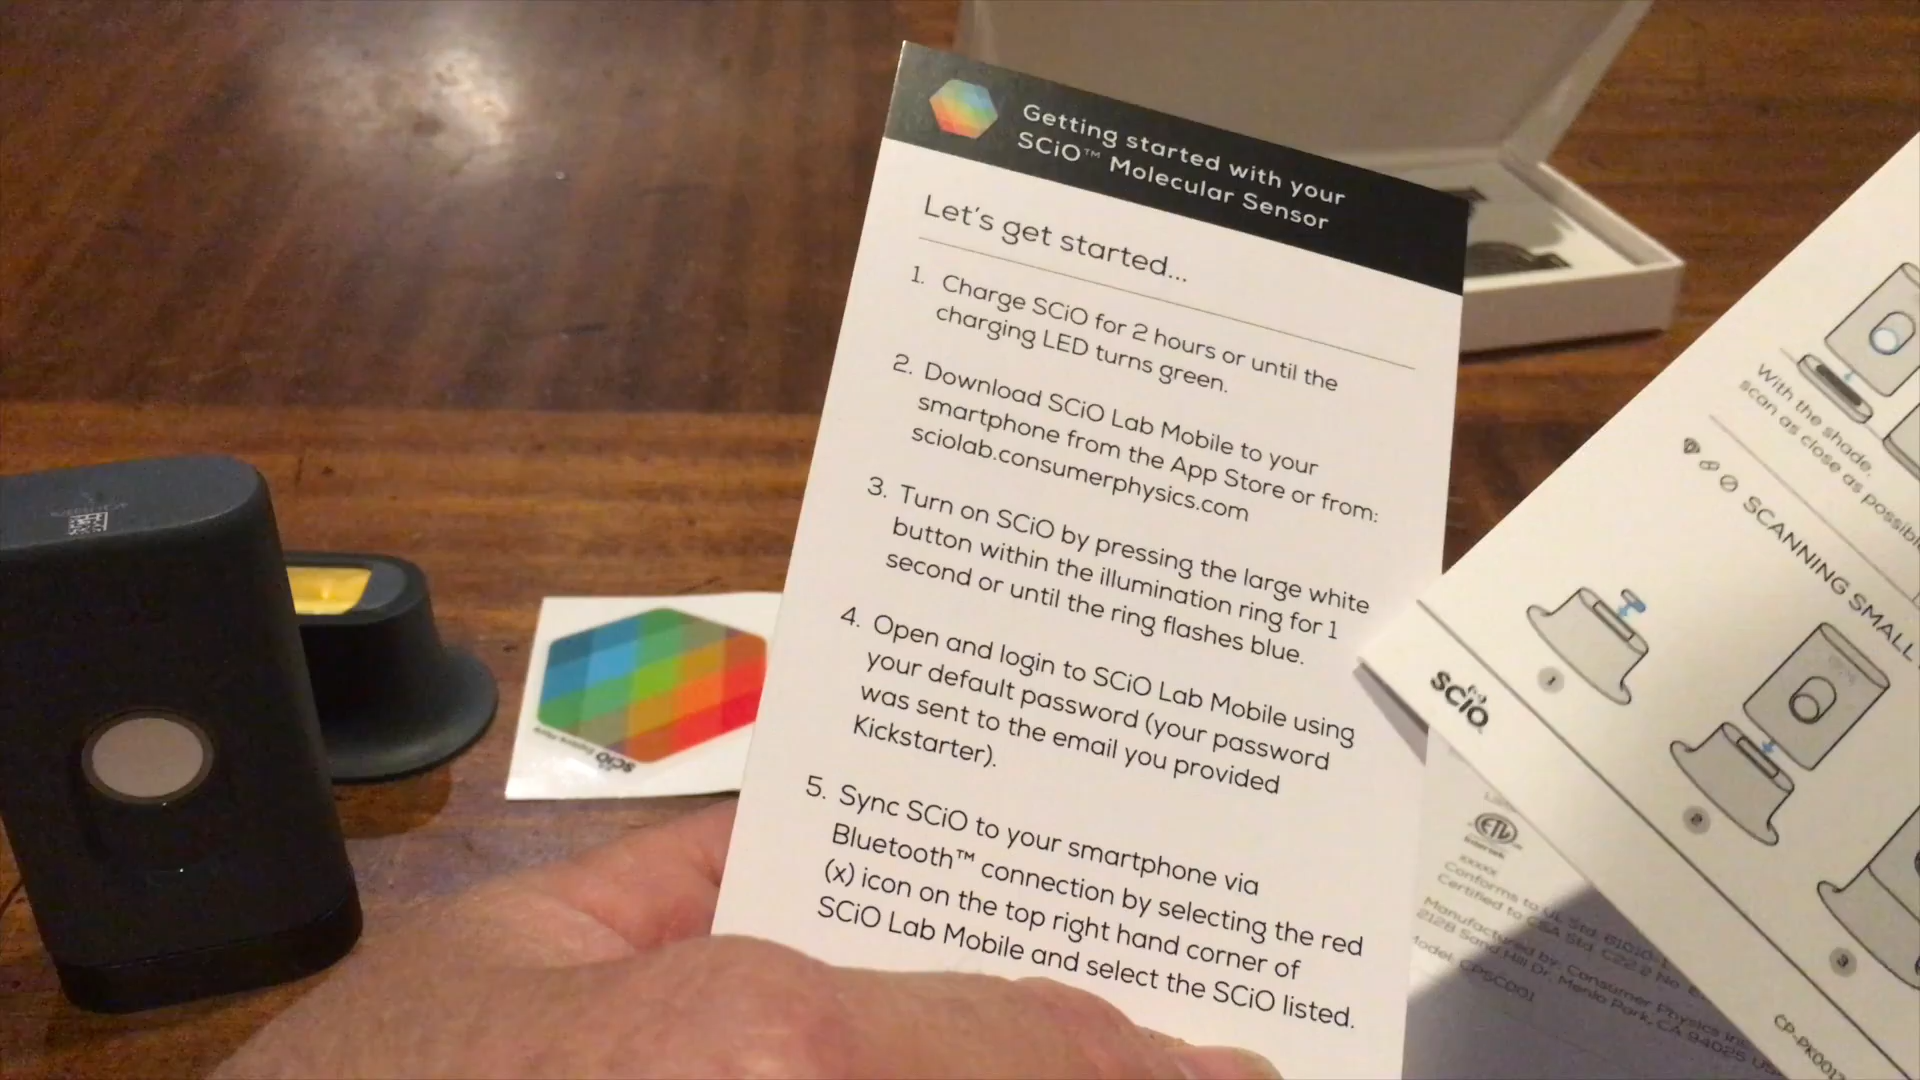 Getting started with your
SCiO™ Molecular Sensor
Let's get started...
1. Charge SCiO for 2 hours or until the
charging LED turns green.
2. Download SCiO Lab Mobile to your
smartphone from the App Store or from:
sciolab.consumerphysics.com
3. Turn on SCiO by pressing the large white
button within the illumination ring for 1
second or until the ring flashes blue.
4. Open and login to SCiO Lab Mobile using
your default password (your password
was sent to the email you provided
Kickstarter).
5. Sync SCiO to your smartphone via
Bluetooth™ connection by selecting the red
(x) icon on the top right hand corner of
SCiO Lab Mobile and select the SCiO listed.
With the shade,
scan as close as
SCANNING SMALL
1
2
3
SCiO
SCiO
ETL
Intertek
XXXXX
Conforms to UL Std. 61010-1
Certified to CSA Std. C22.2 No.
Manufactured by: Consumer Physics Inc.
2128 Sand Hill Dr, Menlo Park, CA 94025
Model: CPSC001